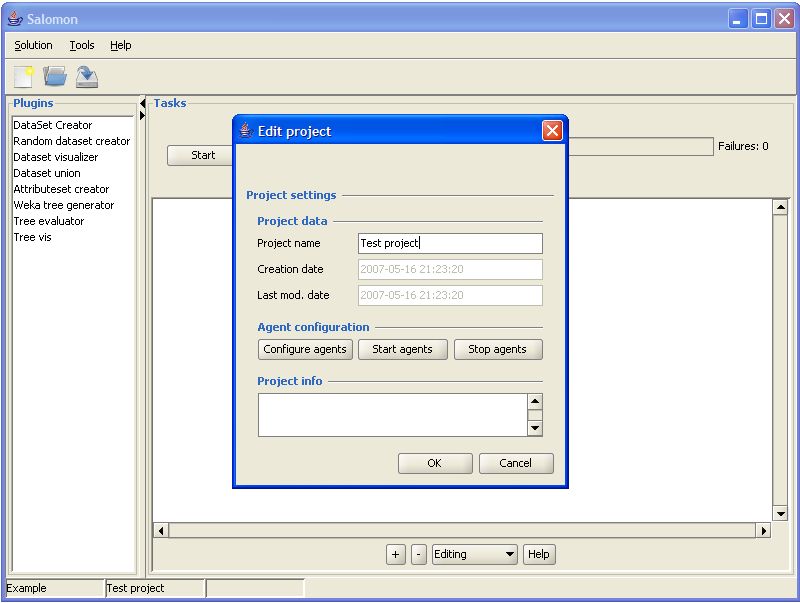 Salomon
Solution Tools Help
Plugins
DataSet Creator
Random dataset creator
Dataset visualizer
Dataset union
Attributeset creator
Weka tree generator
Tree evaluator
Tree vis
Tasks
Start
Failures: 0
Edit project
Project settings
Project data
Project name Test project
Creation date 2007-05-16 21:23:20
Last mod. date 2007-05-16 21:23:20
Agent configuration
Configure agents Start agents Stop agents
Project info
OK Cancel
+ - Editing Help
Example Test project